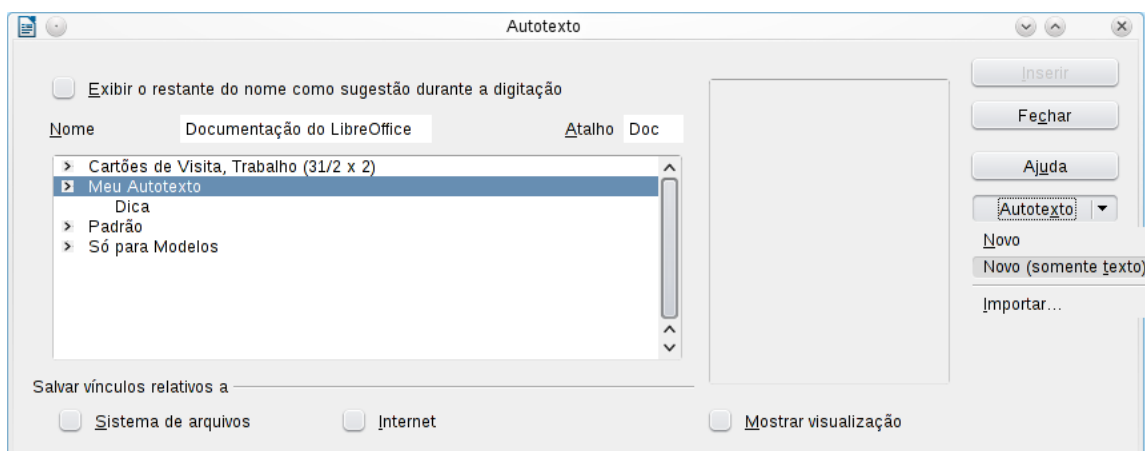 Autotexto
Exibir o restante do nome como sugestão durante a digitação
Nome Documentação do LibreOffice Atalho Doc
Cartões de Visita, Trabalho (31/2 x 2)
Meu Autotexto
Dica
Padrão
Só para Modelos
Salvar vínculos relativos a
Sistema de arquivos Internet Mostrar visualização
Inserir
Fechar
Ajuda
Autotexto
Novo
Novo (somente texto)
Importar...